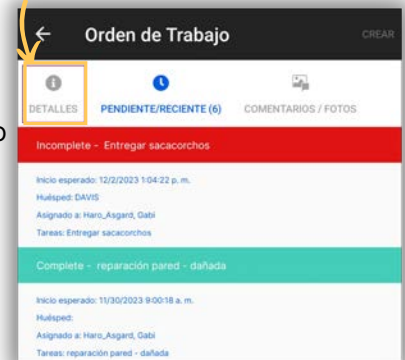 Orden de Trabajo
CREAR
DETALLES
PENDIENTE/RECIENTE (6)
COMENTARIOS / FOTOS
o
Incomplete - Entregar sacacorchos
Inicio esperado: 12/2/2023 1:04:22 p. m.
Huésped: DAVIS
Asignado a: Haro_Asgard, Gabi
Tareas: Entregar sacacorchos
Complete - reparación pared - dañada
Inicio esperado: 11/30/2023 9:00:18 a. m.
Huésped:
Asignado a: Haro_Asgard, Gabi
Tareas: reparación pared - dañada